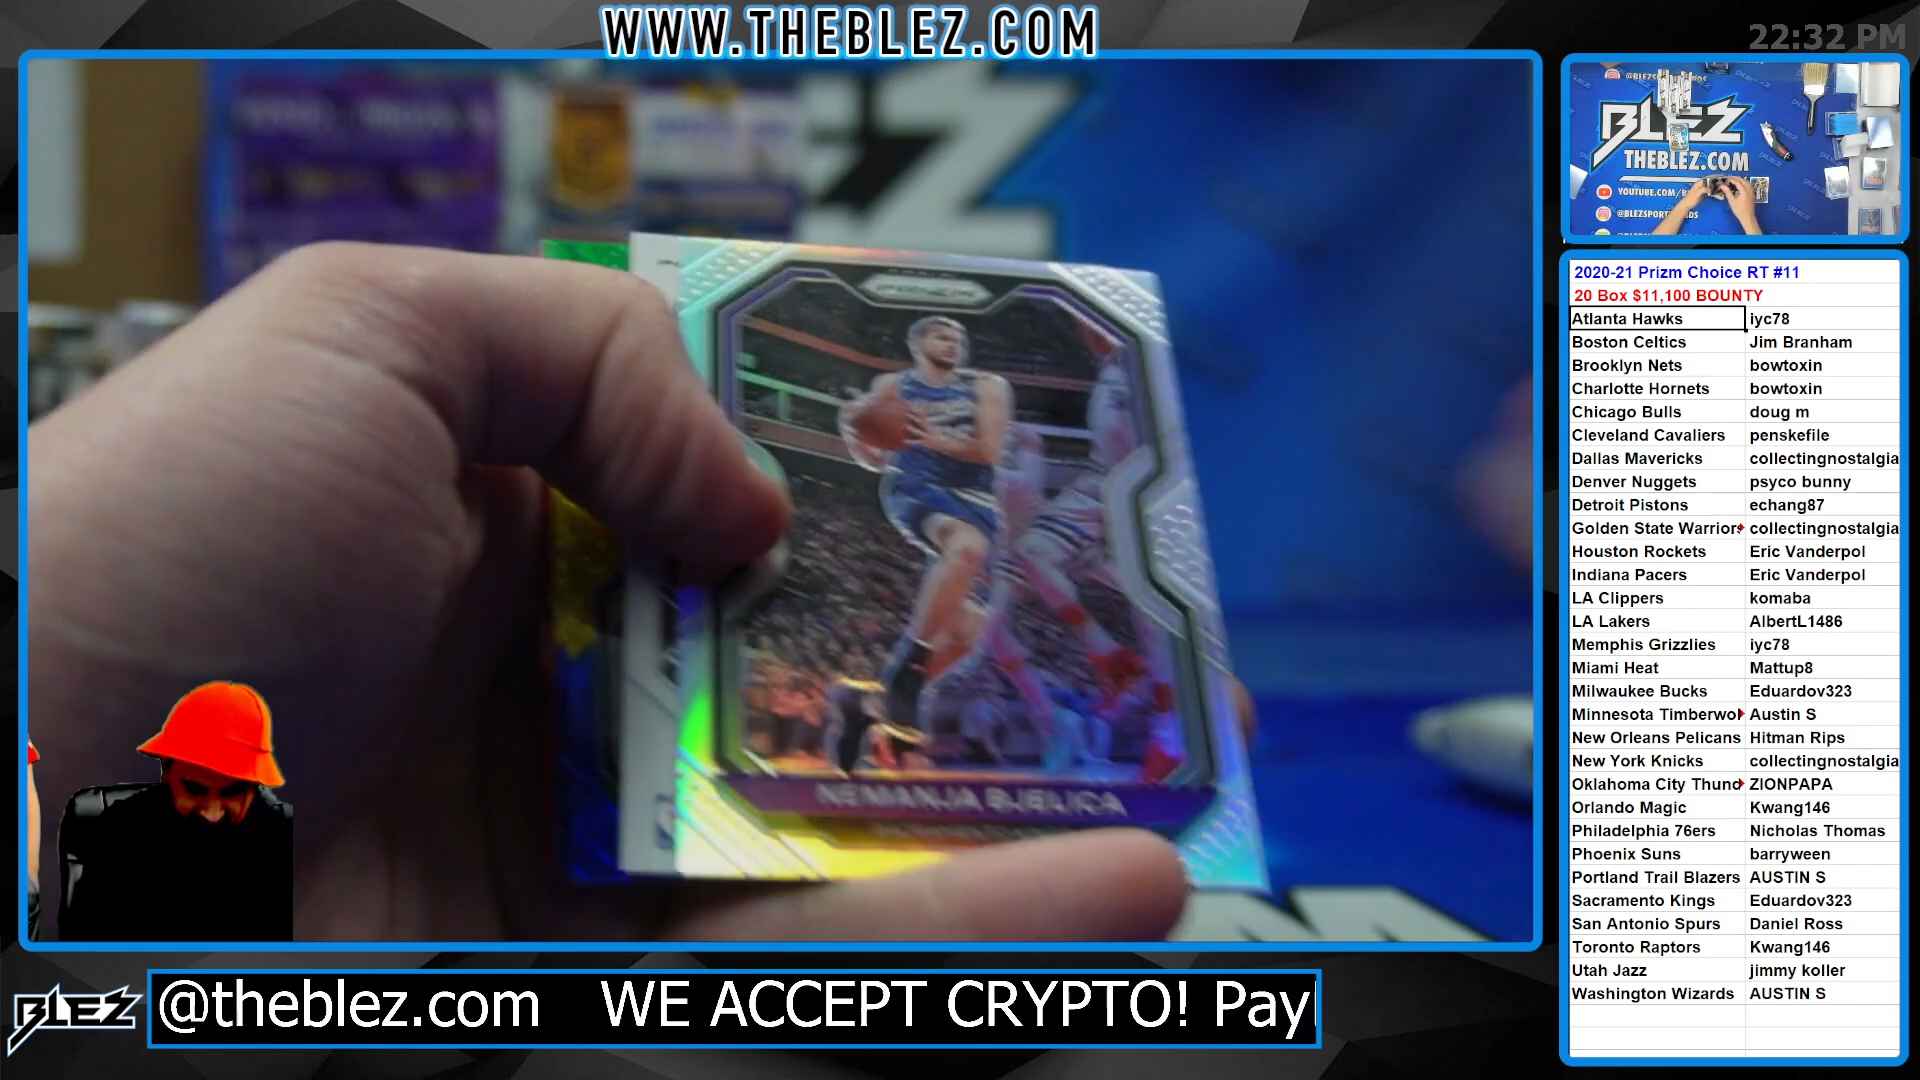 WWW.THEBLEZ.COM
22:32 PM
PRIZM
NEMANJA BJELICA
BLEZ
THEBLEZ.COM
2020-21 Prizm Choice RT #11
20 Box $11,100 BOUNTY
Atlanta Hawks iyc78
Boston Celtics Jim Branham
Brooklyn Nets bowtoxin
Charlotte Hornets bowtoxin
Chicago Bulls doug m
Cleveland Cavaliers penskefile
Dallas Mavericks collectingnostalgia
Denver Nuggets psyco bunny
Detroit Pistons echang87
Golden State Warriors collectingnostalgia
Houston Rockets Eric Vanderpol
Indiana Pacers Eric Vanderpol
LA Clippers komaba
LA Lakers AlbertL1486
Memphis Grizzlies iyc78
Miami Heat Mattup8
Milwaukee Bucks Eduardov323
Minnesota Timberwol Austin S
New Orleans Pelicans Hitman Rips
New York Knicks collectingnostalgia
Oklahoma City Thund ZIONPAPA
Orlando Magic Kwang146
Philadelphia 76ers Nicholas Thomas
Phoenix Suns barryween
Portland Trail Blazers AUSTIN S
Sacramento Kings Eduardov323
San Antonio Spurs Daniel Ross
Toronto Raptors Kwang146
Utah Jazz jimmy koller
Washington Wizards AUSTIN S
BLEZ
@theblez.com WE ACCEPT CRYPTO! Pay